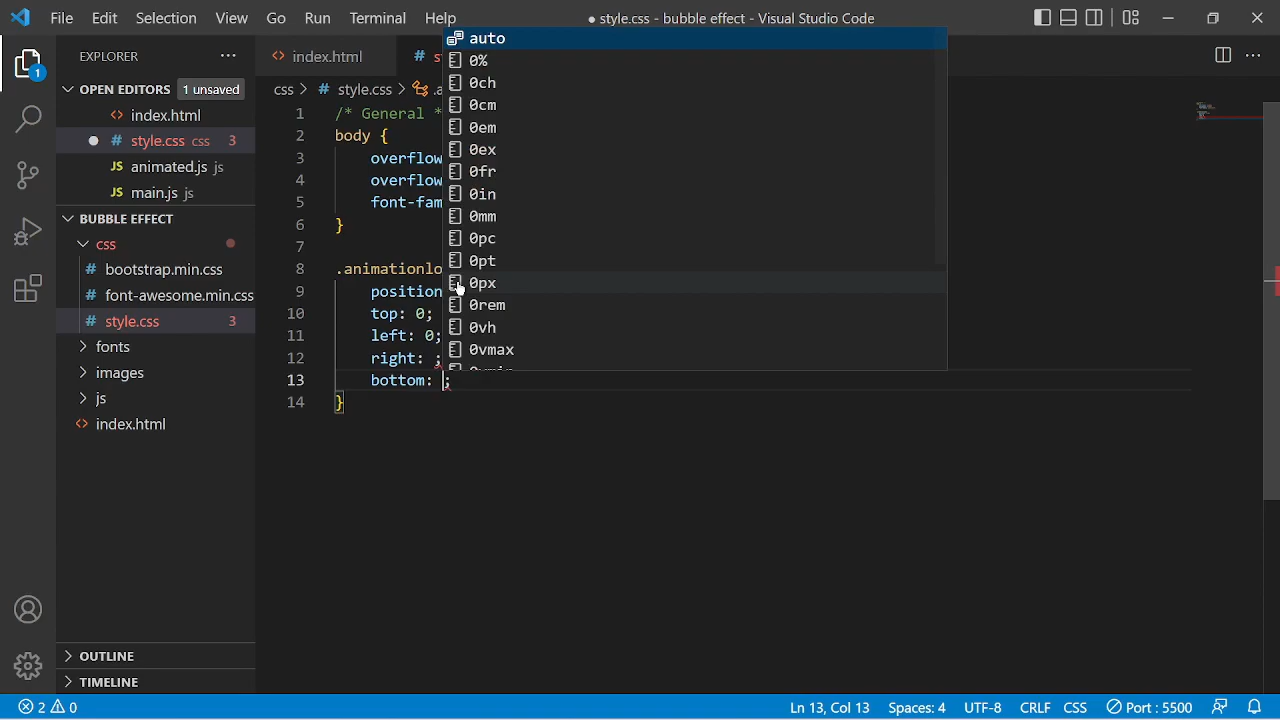 File Edit Selection View Go Run Terminal Help
● style.css - bubble effect - Visual Studio Code
1
EXPLORER
OPEN EDITORS 1 unsaved
index.html
style.css css 3
animated.js js
main.js js
BUBBLE EFFECT
css
bootstrap.min.css
font-awesome.min.css
style.css 3
fonts
images
js
index.html
OUTLINE
TIMELINE
index.html
css > # style.css >
1 /* General *
2 body {
3 overflow
4 overflow
5 font-fam
6 }
7
8 .animationlo
9 position
10 top: 0;
11 left: 0;
12 right: ;
13 bottom: ;
14 }
auto
0%
0ch
0cm
0em
0ex
0fr
0in
0mm
0pc
0pt
0px
0rem
0vh
0vmax
2 0 Ln 13, Col 13 Spaces: 4 UTF-8 CRLF CSS Port : 5500